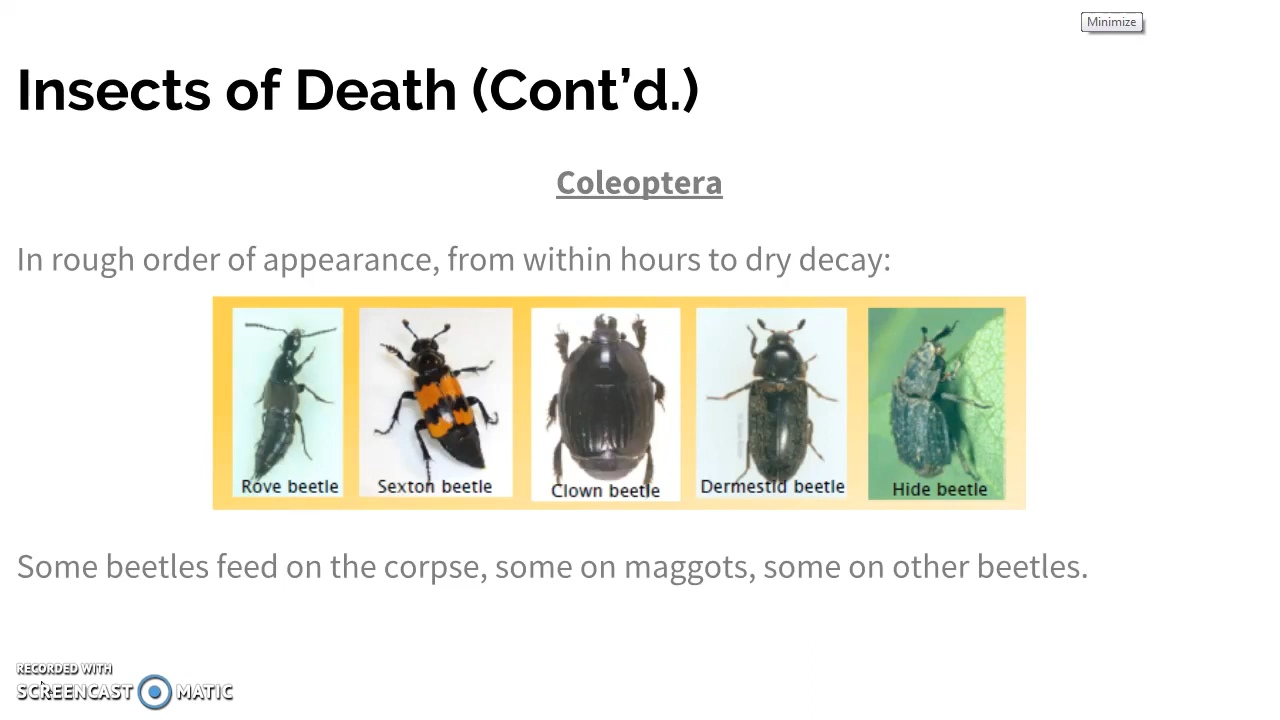 Minimize
Insects of Death (Cont’d.)
Coleoptera
In rough order of appearance, from within hours to dry decay:
Rove beetle
Sexton beetle
Clown beetle
Dermestid beetle
Hide beetle
Some beetles feed on the corpse, some on maggots, some on other beetles.
RECORDED WITH
SCREENCAST MATIC